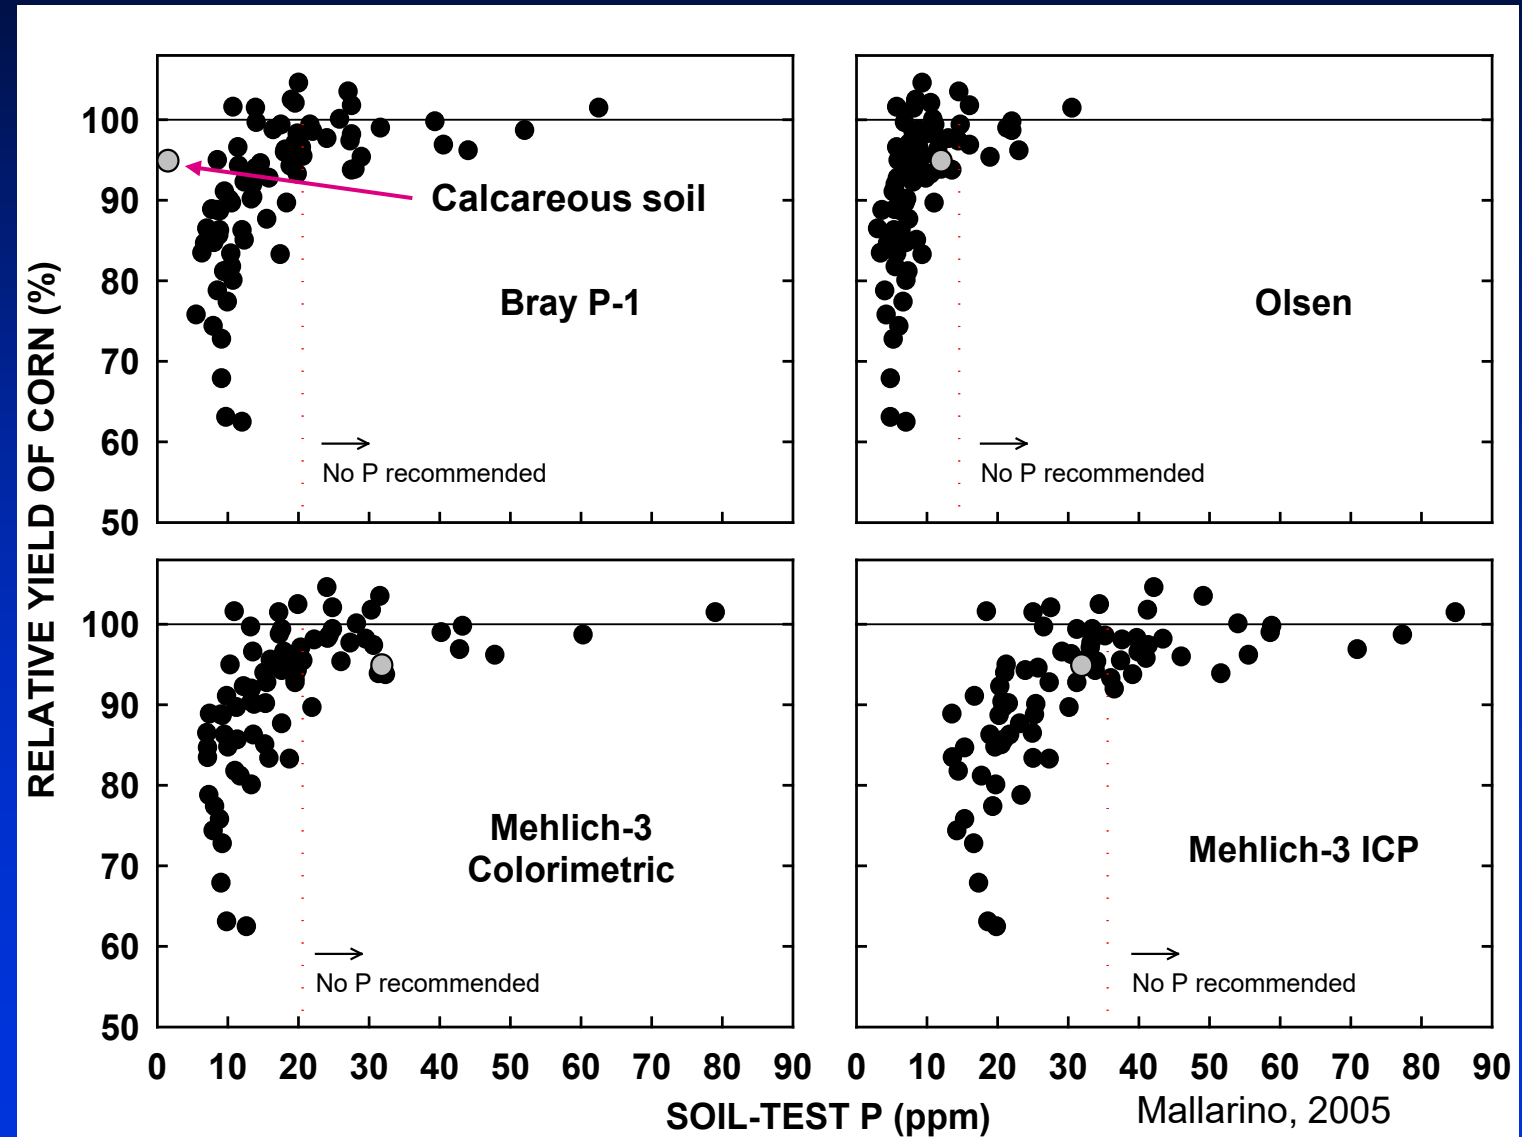 RELATIVE YIELD OF CORN (%)
100
90
80
70
60
50
Calcareous soil
Bray P-1
No P recommended
Olsen
No P recommended
100
90
80
70
60
50
Mehlich-3
Colorimetric
No P recommended
Mehlich-3 ICP
No P recommended
0 10 20 30 40 50 60 70 80 90
0 10 20 30 40 50 60 70 80 90
SOIL-TEST P (ppm)
Mallarino, 2005